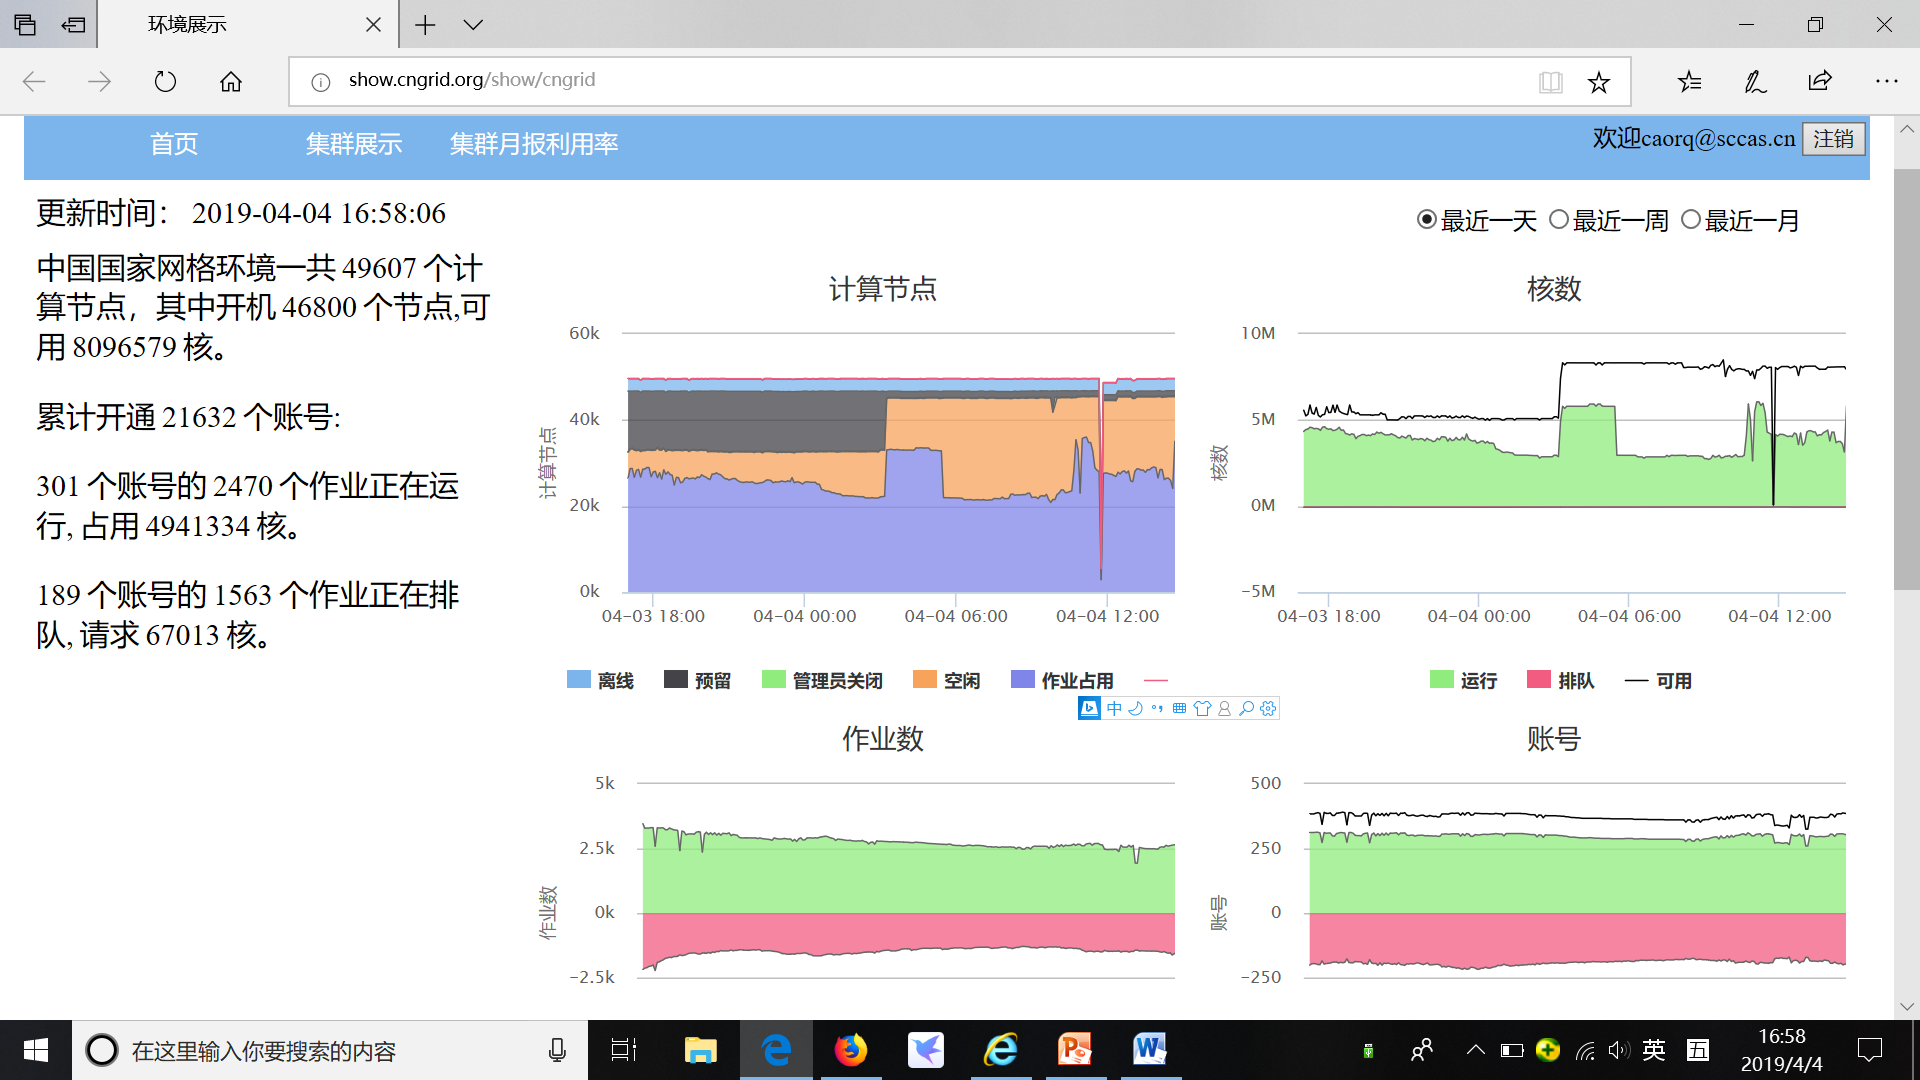 环境展示
show.cngrid.org/show/cngrid
首页 集群展示 集群月报利用率
欢迎caorq@sccas.cn 注销
更新时间： 2019-04-04 16:58:06
最近一天 最近一周 最近一月
中国国家网格环境一共 49607 个计
算节点，其中开机 46800 个节点,可
用 8096579 核。
累计开通 21632 个账号:
301 个账号的 2470 个作业正在运
行, 占用 4941334 核。
189 个账号的 1563 个作业正在排
队, 请求 67013 核。
计算节点
60k
40k
20k
0k
计算节点
04-03 18:00 04-04 00:00 04-04 06:00 04-04 12:00
离线 预留 管理员关闭 空闲 作业占用
核数
10M
5M
0M
-5M
核数
04-03 18:00 04-04 00:00 04-04 06:00 04-04 12:00
运行 排队 可用
中
作业数
5k
2.5k
0k
-2.5k
作业数
账号
500
250
0
-250
账号
在这里输入你要搜索的内容
英 五
16:58
2019/4/4